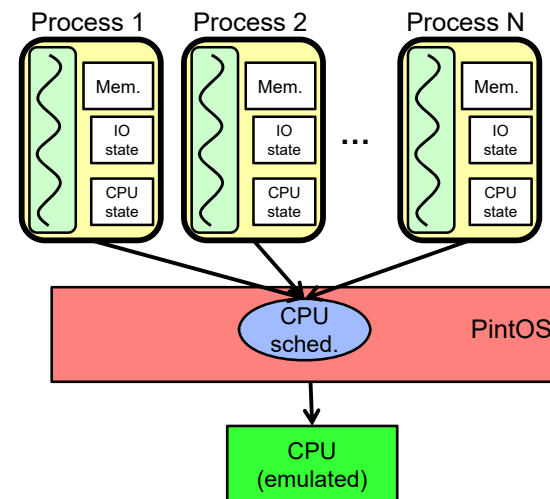 Process 1
Process 2
Process N
Mem.
IO
state
CPU
state
Mem.
IO
state
CPU
state
...
Mem.
IO
state
CPU
state
CPU
sched.
PintOS
CPU
(emulated)